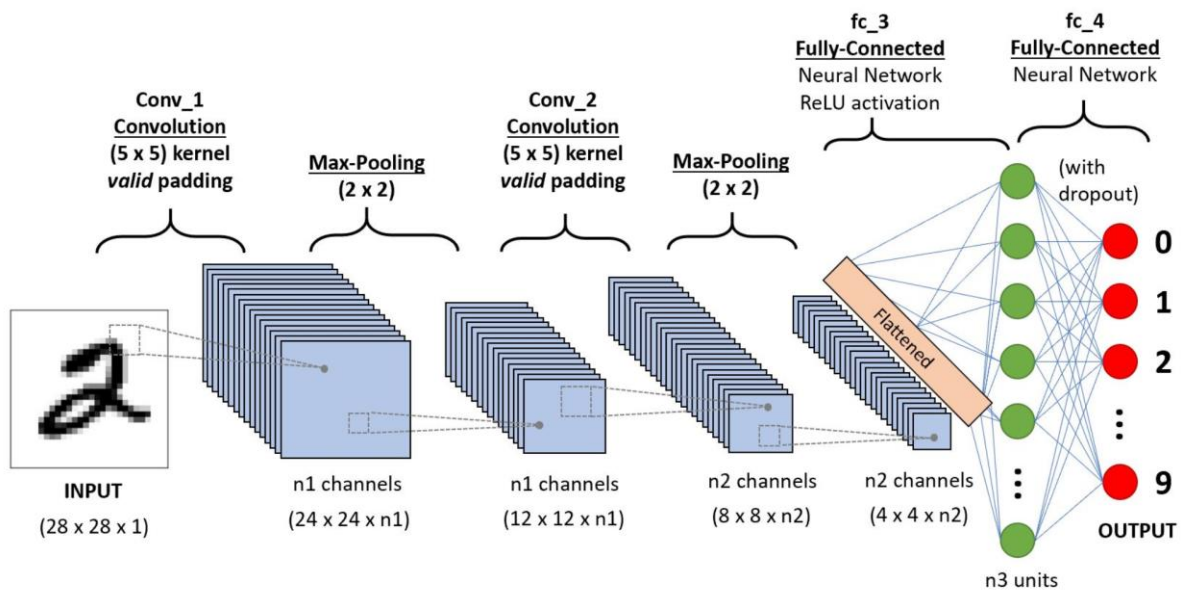 fc_3
Fully-Connected
Neural Network
ReLU activation
fc_4
Fully-Connected
Neural Network
Conv_1
Convolution
(5 x 5) kernel
valid padding
Max-Pooling
(2 x 2)
Conv_2
Convolution
(5 x 5) kernel
valid padding
Max-Pooling
(2 x 2)
(with
dropout)
Flattened
0
1
2
9
2
INPUT
(28 x 28 x 1)
n1 channels
(24 x 24 x n1)
n1 channels
(12 x 12 x n1)
n2 channels
(8 x 8 x n2)
n2 channels
(4 x 4 x n2)
n3 units
OUTPUT